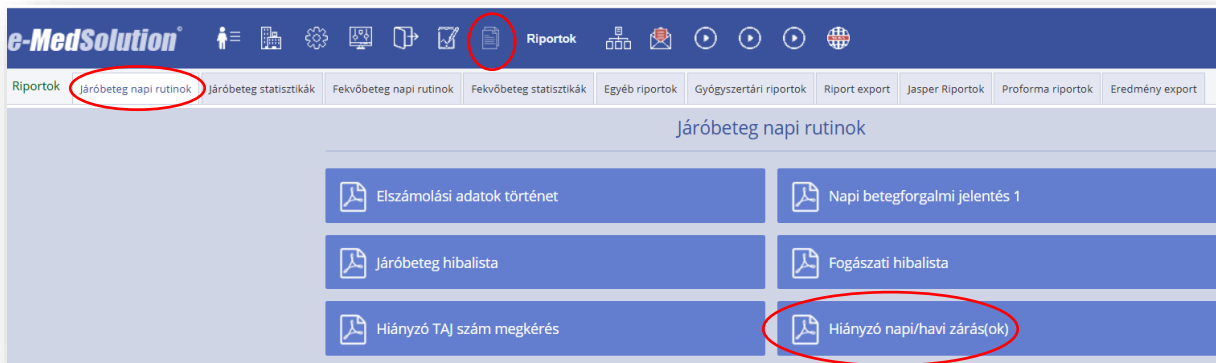 e-MedSolution° Riportok
Riportok Járóbeteg napi rutinok Járóbeteg statisztikák Fekvőbeteg napi rutinok Fekvőbeteg statisztikák Egyéb riportok Gyógyszertári riportok Riport export Jasper Riportok Proforma riportok Eredmény export
Járóbeteg napi rutinok
Elszámolási adatok történet Napi betegforgalmi jelentés 1
Járóbeteg hibalista Fogászati hibalista
Hiányzó TAJ szám megkérés Hiányzó napi/havi zárás(ok)